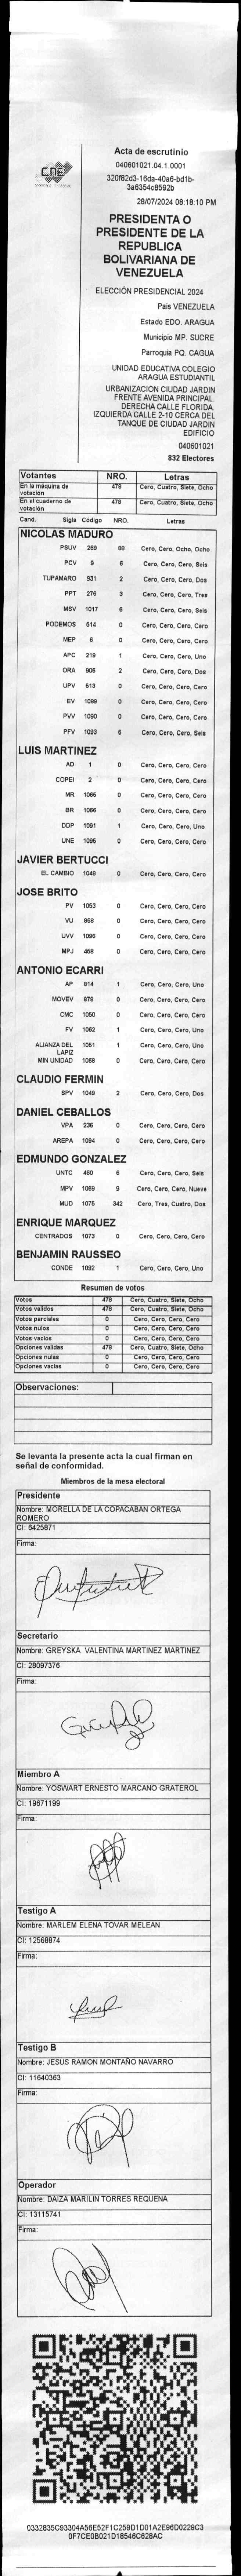 CNE
Acta de escrutinio
040601021.04.1.0001
320f82d3-16da-40a6-bd1b-
3a6354c8592b
28/07/2024 08:18:10 PM
PRESIDENTA O
PRESIDENTE DE LA
REPUBLICA
BOLIVARIANA DE
VENEZUELA
ELECCIÓN PRESIDENCIAL 2024
Pais VENEZUELA
Estado EDO. ARAGUA
Municipio MP. SUCRE
Parroquia PQ. CAGUA
UNIDAD EDUCATIVA COLEGIO
ARAGUA ESTUDIANTIL
URBANIZACION CIUDAD JARDIN
FRENTE AVENIDA PRINCIPAL.
DERECHA CALLE FLORIDA.
IZQUIERDA CALLE 2-10 CERCA DEL
TANQUE DE CIUDAD JARDIN
EDIFICIO
040601021
832 Electores
Votantes NRO. Letras
En la máquina de votación 478 Cero, Cuatro, Siete, Ocho
En el cuaderno de votación 478 Cero, Cuatro, Siete, Ocho
Cand. Sigla Código NRO. Letras
NICOLAS MADURO
PSUV 269 88 Cero, Cero, Ocho, Ocho
PCV 9 6 Cero, Cero, Cero, Seis
TUPAMARO 931 2 Cero, Cero, Cero, Dos
PPT 276 3 Cero, Cero, Cero, Tres
MSV 1017 6 Cero, Cero, Cero, Seis
PODEMOS 514 0 Cero, Cero, Cero, Cero
MEP 6 0 Cero, Cero, Cero, Cero
APC 219 1 Cero, Cero, Cero, Uno
ORA 906 2 Cero, Cero, Cero, Dos
UPV 513 0 Cero, Cero, Cero, Cero
EV 1089 0 Cero, Cero, Cero, Cero
PVV 1090 0 Cero, Cero, Cero, Cero
PFV 1093 6 Cero, Cero, Cero, Seis
LUIS MARTINEZ
AD 1 0 Cero, Cero, Cero, Cero
COPEI 2 0 Cero, Cero, Cero, Cero
MR 1065 0 Cero, Cero, Cero, Cero
BR 1066 0 Cero, Cero, Cero, Cero
DDP 1091 1 Cero, Cero, Cero, Uno
UNE 1095 0 Cero, Cero, Cero, Cero
JAVIER BERTUCCI
EL CAMBIO 1048 0 Cero, Cero, Cero, Cero
JOSE BRITO
PV 1053 0 Cero, Cero, Cero, Cero
VU 868 0 Cero, Cero, Cero, Cero
UVV 1096 0 Cero, Cero, Cero, Cero
MPJ 458 0 Cero, Cero, Cero, Cero
ANTONIO ECARRI
AP 814 1 Cero, Cero, Cero, Uno
MOVEV 878 0 Cero, Cero, Cero, Cero
CMC 1050 0 Cero, Cero, Cero, Cero
FV 1062 1 Cero, Cero, Cero, Uno
ALIANZA DEL LAPIZ 1051 1 Cero, Cero, Cero, Uno
MIN UNIDAD 1068 0 Cero, Cero, Cero, Cero
CLAUDIO FERMIN
SPV 1049 2 Cero, Cero, Cero, Dos
DANIEL CEBALLOS
VPA 236 0 Cero, Cero, Cero, Cero
AREPA 1094 0 Cero, Cero, Cero, Cero
EDMUNDO GONZALEZ
UNTC 460 6 Cero, Cero, Cero, Seis
MPV 1069 9 Cero, Cero, Cero, Nueve
MUD 1075 342 Cero, Tres, Cuatro, Dos
ENRIQUE MARQUEZ
CENTRADOS 1073 0 Cero, Cero, Cero, Cero
BENJAMIN RAUSSEO
CONDE 1092 1 Cero, Cero, Cero, Uno
Resumen de votos
Votos 478 Cero, Cuatro, Siete, Ocho
Votos validos 478 Cero, Cuatro, Siete, Ocho
Votos parciales 0 Cero, Cero, Cero, Cero
Votos nulos 0 Cero, Cero, Cero, Cero
Votos vacios 0 Cero, Cero, Cero, Cero
Opciones validas 478 Cero, Cuatro, Siete, Ocho
Opciones nulas 0 Cero, Cero, Cero, Cero
Opciones vacias 0 Cero, Cero, Cero, Cero
Observaciones:
Se levanta la presente acta la cual firman en
señal de conformidad.
Miembros de la mesa electoral
Presidente
Nombre: MORELLA DE LA COPACABAN ORTEGA
ROMERO
CI: 6425871
Firma:
Secretario
Nombre: GREYSKA VALENTINA MARTINEZ MARTINEZ
CI: 28097376
Firma:
Miembro A
Nombre: YOSWART ERNESTO MARCANO GRATEROL
CI: 19671199
Firma:
Testigo A
Nombre: MARLEM ELENA TOVAR MELEAN
CI: 12568874
Firma:
Testigo B
Nombre: JESUS RAMON MONTAÑO NAVARRO
CI: 11640363
Firma:
Operador
Nombre: DAIZA MARILIN TORRES REQUENA
CI: 13115741
Firma:
0332835C93304A56E52F1C259D1D01A2E96D0229C3
0F7CE0B021D18546C628AC